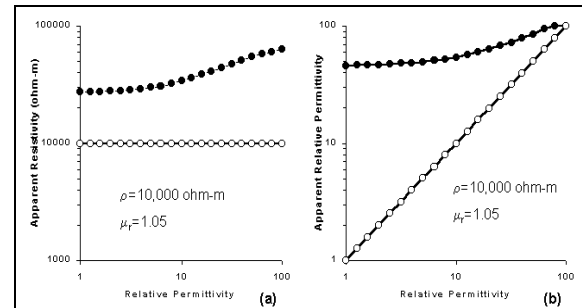 Apparent Resistivity (ohm-m)
100000
10000
1000
ρ=10,000 ohm-m
μr=1.05
1
10
100
Relative Permittivity
(a)
Apparent Relative Permittivity
100
10
1
ρ=10,000 ohm-m
μr=1.05
1
10
100
Relative Permittivity
(b)